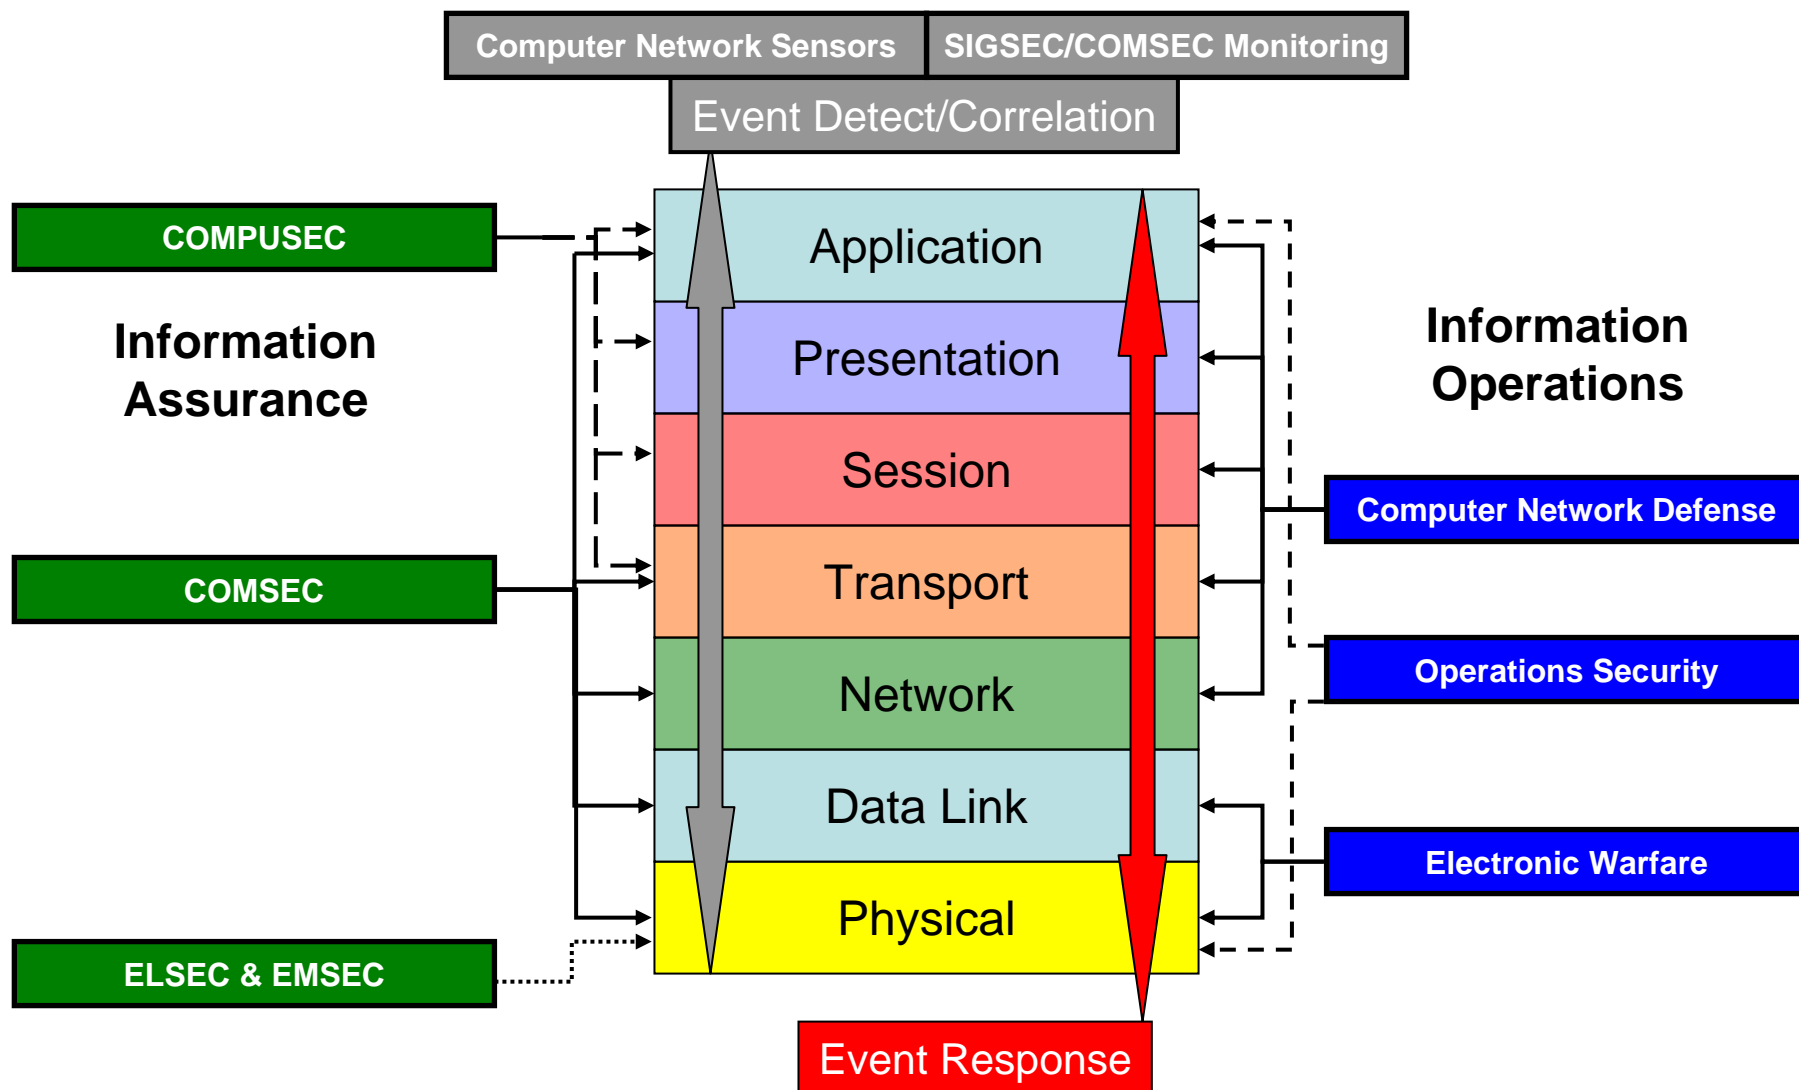 Computer Network Sensors
SIGSEC/COMSEC Monitoring
Event Detect/Correlation
COMPUSEC
Information
Assurance
COMSEC
ELSEC & EMSEC
Application
Presentation
Session
Transport
Network
Data Link
Physical
Information
Operations
Computer Network Defense
Operations Security
Electronic Warfare
Event Response